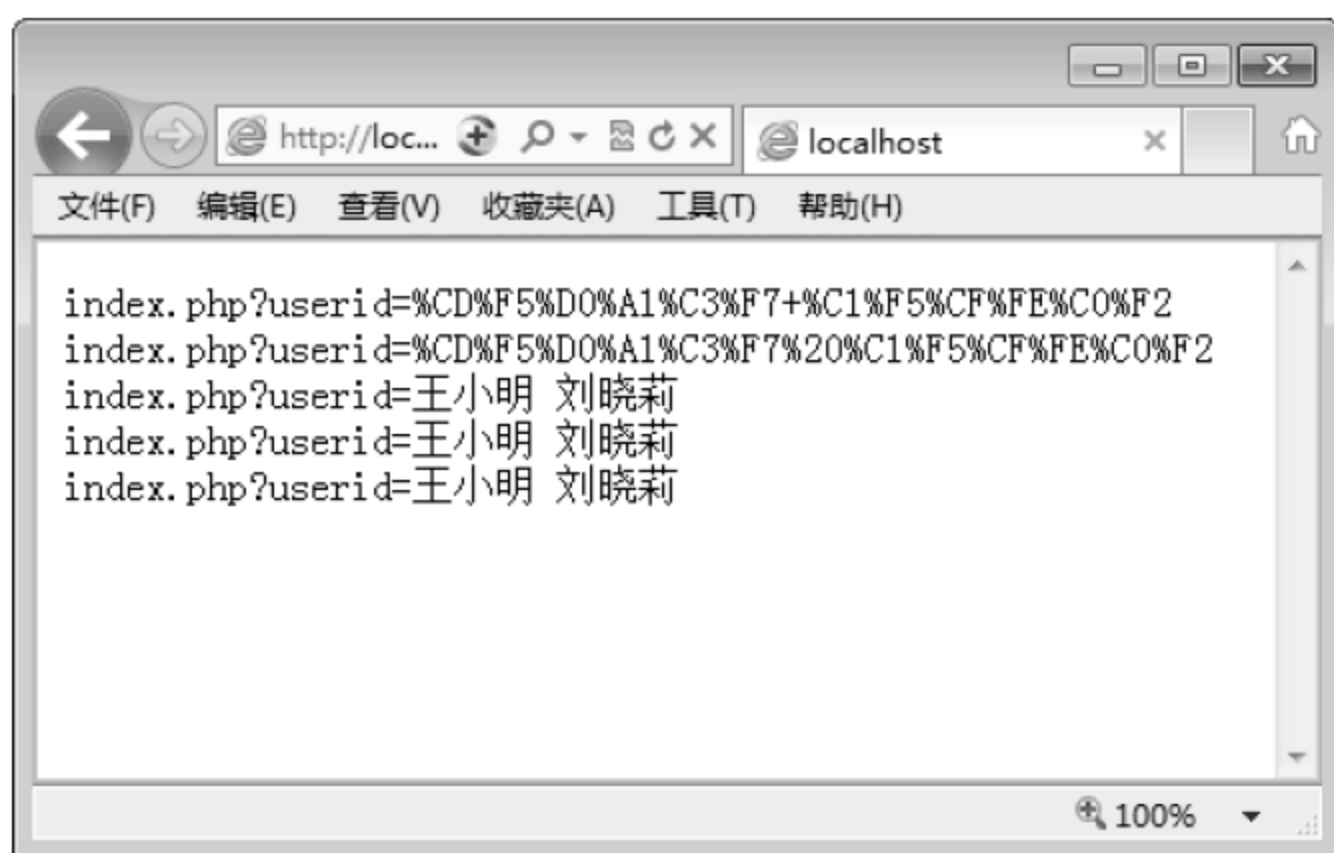 http://loc...
localhost
文件(F) 编辑(E) 查看(V) 收藏夹(A) 工具(T) 帮助(H)
index.php?userid=%CD%F5%D0%A1%C3%F7+%C1%F5%CF%FE%C0%F2
index.php?userid=%CD%F5%D0%A1%C3%F7%20%C1%F5%CF%FE%C0%F2
index.php?userid=王小明 刘晓莉
index.php?userid=王小明 刘晓莉
index.php?userid=王小明 刘晓莉
100%